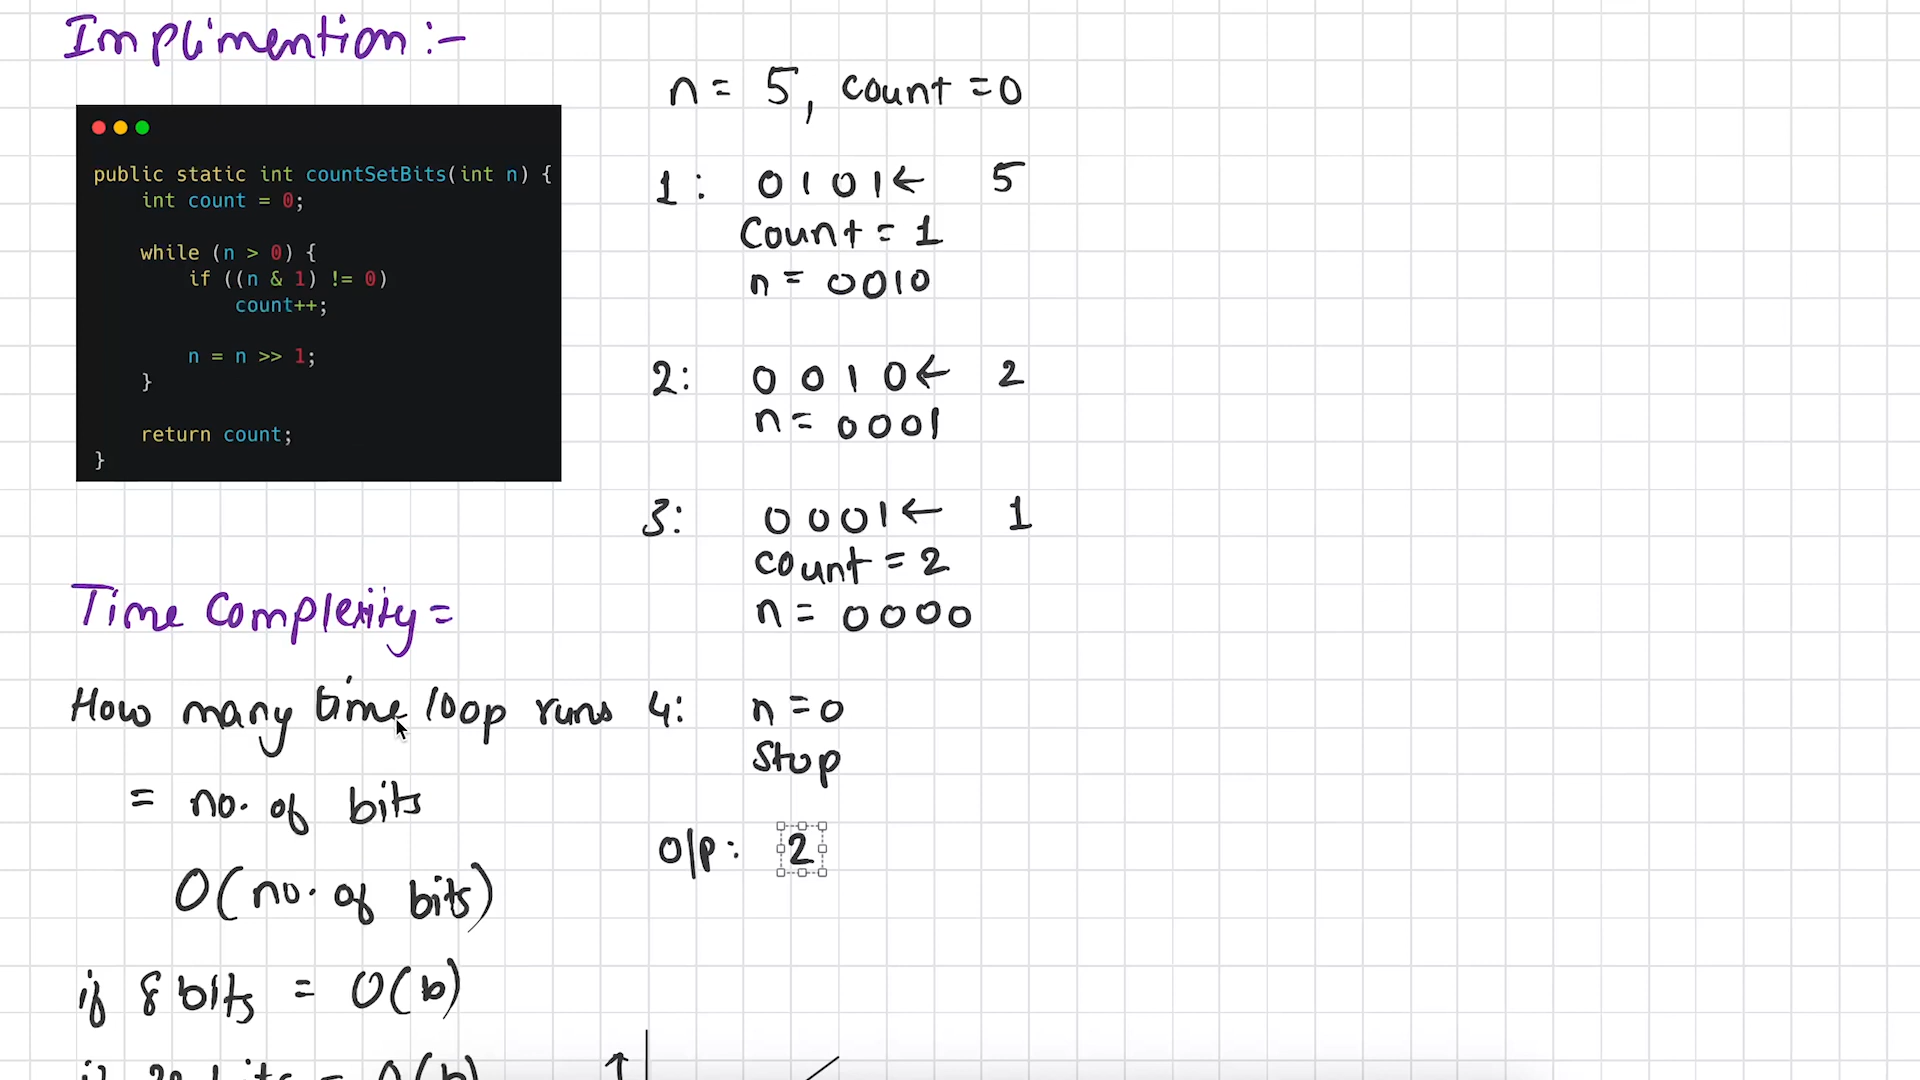 Implimention :-
public static int countSetBits(int n) {
int count = 0;
while (n > 0) {
if ((n & 1) != 0)
count++;
n = n >> 1;
}
return count;
}
Time Complexity =
How many time loop runs
= no. of bits
O( no. of bits)
if 8 bits = O(b)
n = 5, count = 0
1: 0101← 5
Count = 1
n = 0010
2: 0010← 2
n = 0001
3: 0001← 1
count = 2
n = 0000
4: n = 0
Stop
o/p: 2